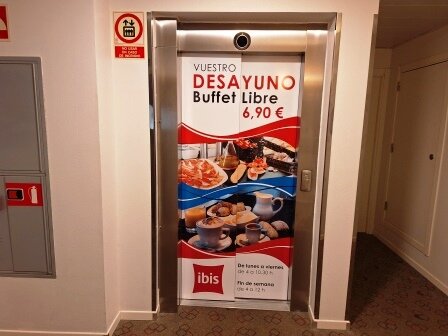 NO USAR
EN CASO
DE INCENDIO
VUESTRO
DESAYUNO
Buffet Libre
6,90 €
ibis
De lunes a viernes
de 4 a 10.30 h
Fin de semana
de 4 a 12 h